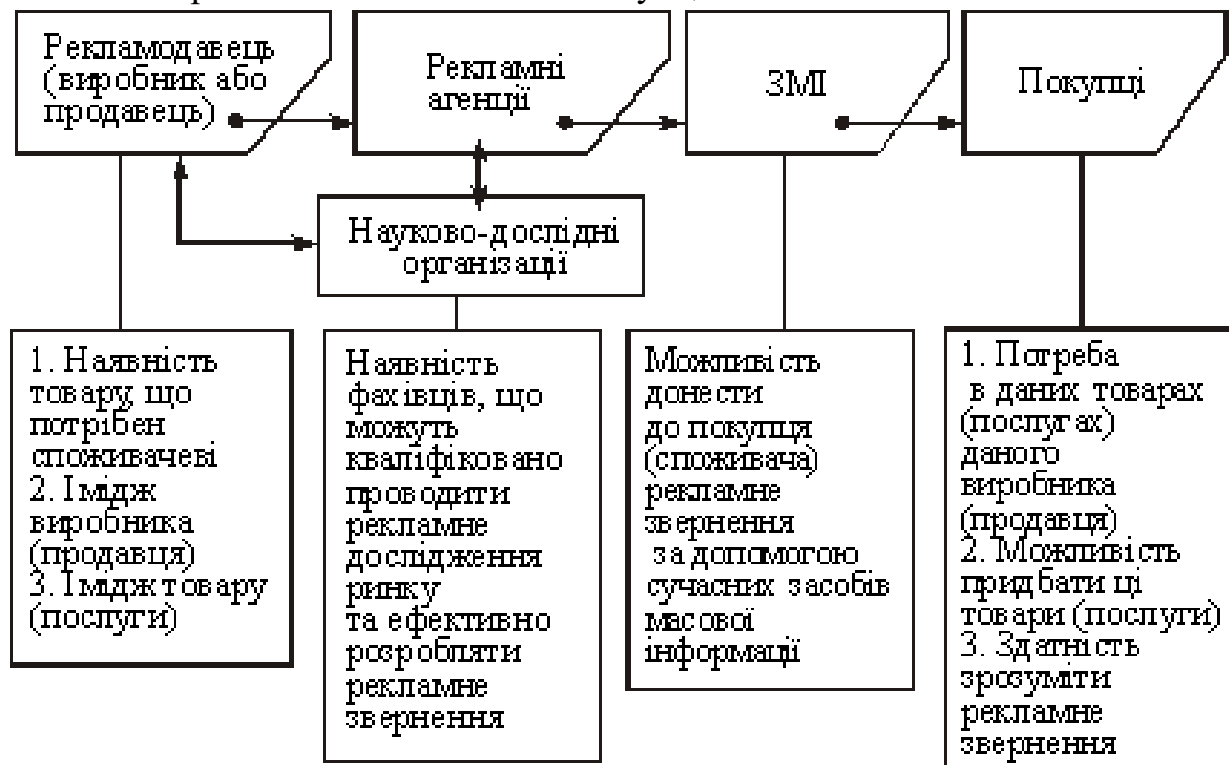 Рекламодавець
(виробник або
продавець)
Рекламні
агенції
ЗМІ
Покупці
Науково-дослідні
організації
1. Наявність
товару, що
потрібен
споживачеві
2. Імідж
виробника
(продавця)
3. Імідж товару
(послуги)
Наявність
фахівців, що
можуть
кваліфіковано
проводити
рекламне
дослідження
ринку
та ефективно
розробляти
рекламне
звернення
Можливість
донести
до покупця
(споживача)
рекламне
звернення
за допомогою
сучасних засобів
масової
інформації
1. Потреба
в даних товарах
(послугах)
даного
виробника
(продавця)
2. Можливість
придбати ці
товари (послуги)
3. Здатність
зрозуміти
рекламне
звернення